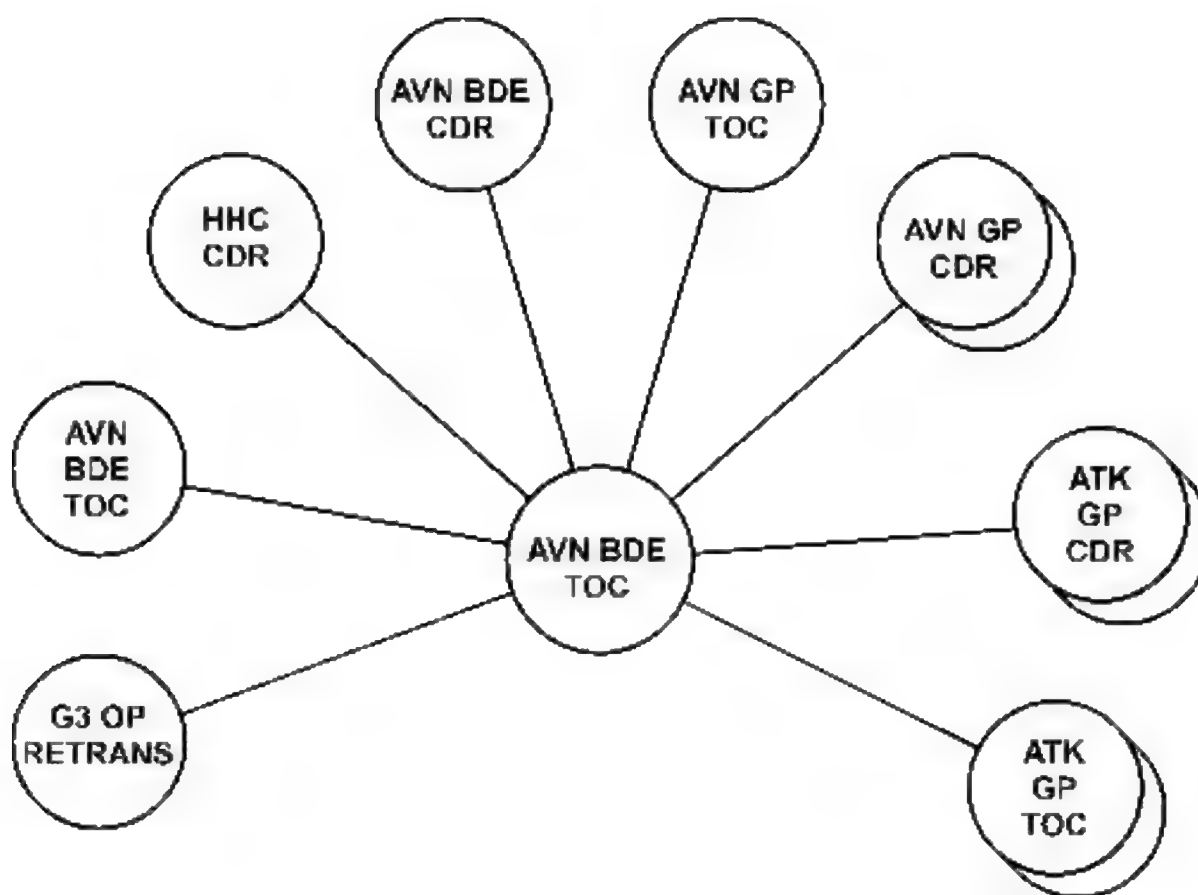 AVN BDE
CDR
AVN GP
TOC
HHC
CDR
AVN GP
CDR
AVN
BDE
TOC
ATK
GP
CDR
AVN BDE
TOC
G3 OP
RETRANS
ATK
GP
TOC